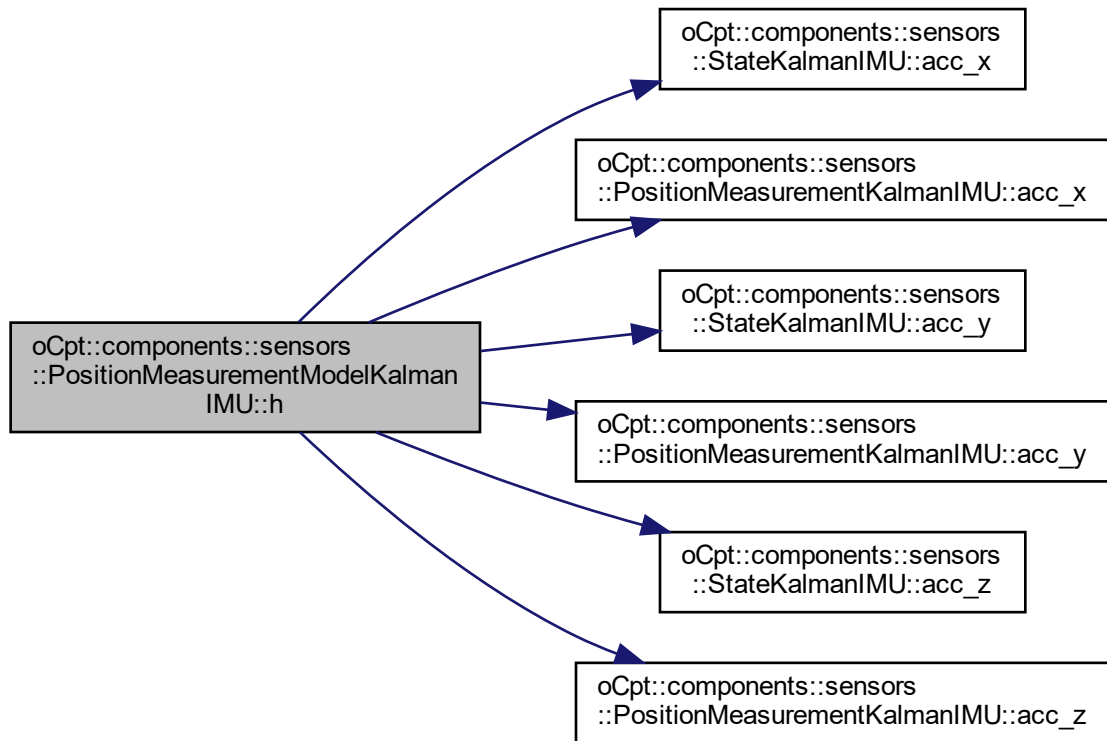 oCpt::components::sensors
::StateKalmanIMU::acc_x
oCpt::components::sensors
::PositionMeasurementKalmanIMU::acc_x
oCpt::components::sensors
::StateKalmanIMU::acc_y
oCpt::components::sensors
::PositionMeasurementModelKalman
IMU::h
oCpt::components::sensors
::PositionMeasurementKalmanIMU::acc_y
oCpt::components::sensors
::StateKalmanIMU::acc_z
oCpt::components::sensors
::PositionMeasurementKalmanIMU::acc_z